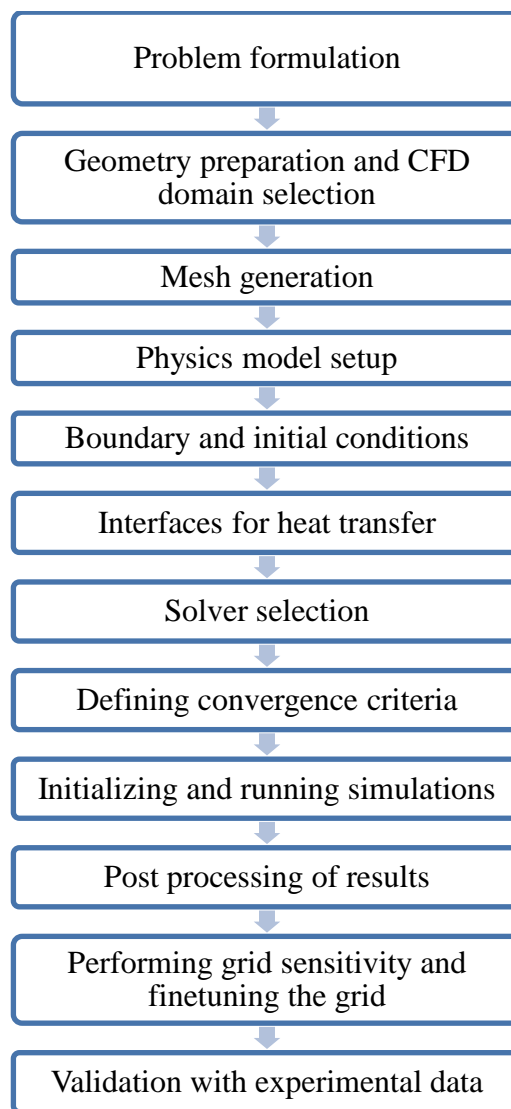 Problem formulation
Geometry preparation and CFD
domain selection
Mesh generation
Physics model setup
Boundary and initial conditions
Interfaces for heat transfer
Solver selection
Defining convergence criteria
Initializing and running simulations
Post processing of results
Performing grid sensitivity and
finetuning the grid
Validation with experimental data